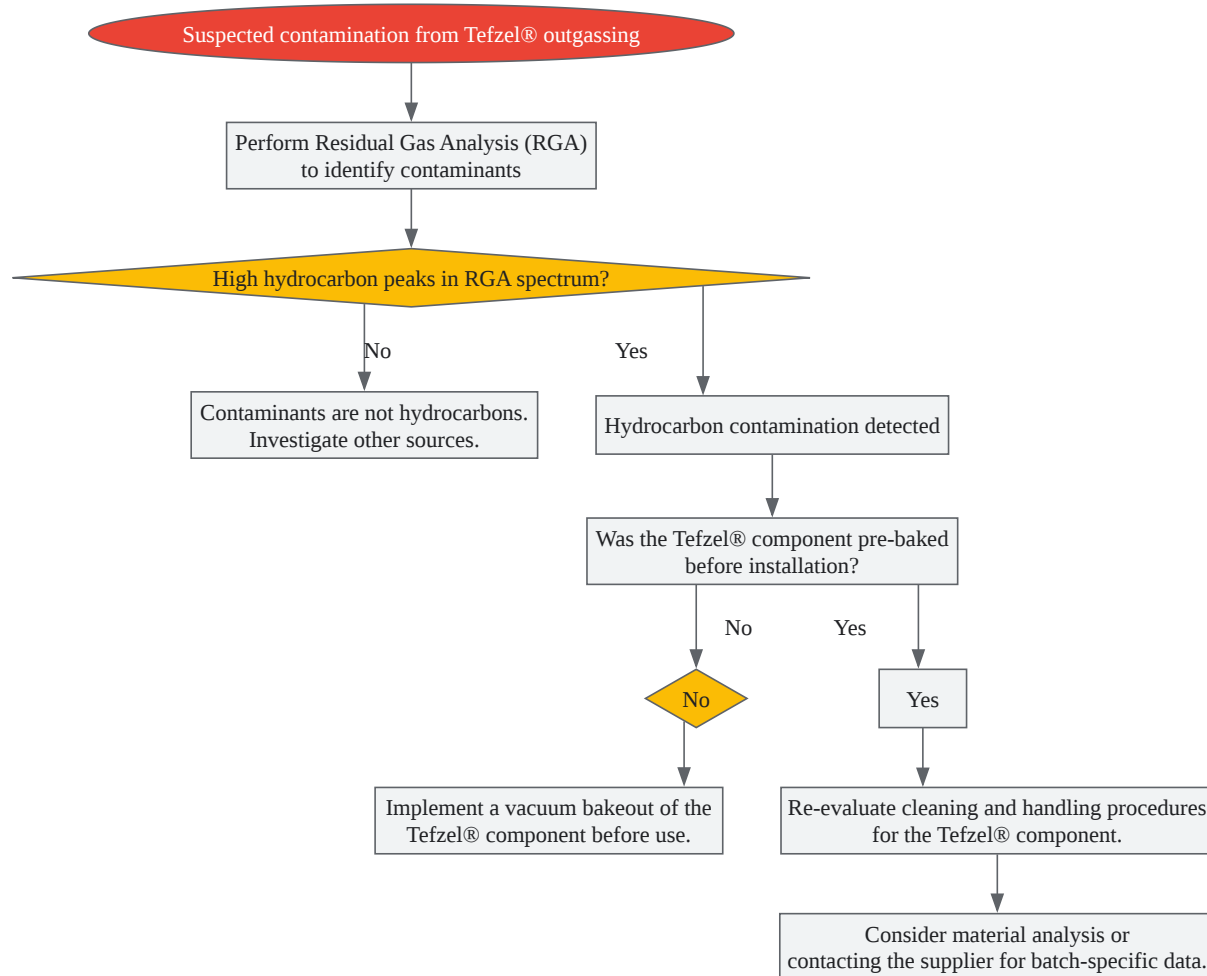 Suspected contamination from Tefzel® outgassing
Perform Residual Gas Analysis (RGA)
to identify contaminants
High hydrocarbon peaks in RGA spectrum?
No
Yes
Contaminants are not hydrocarbons.
Investigate other sources.
Hydrocarbon contamination detected
Was the Tefzel® component pre-baked
before installation?
No
Yes
No
Yes
Implement a vacuum bakeout of the
Tefzel® component before use.
Re-evaluate cleaning and handling procedures
for the Tefzel® component.
Consider material analysis or
contacting the supplier for batch-specific data.